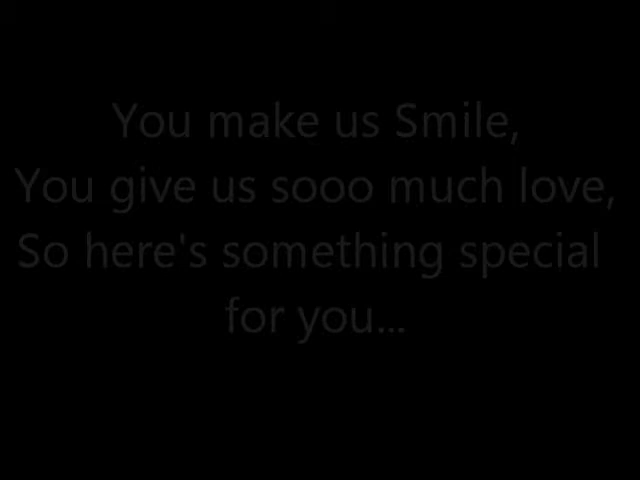 You make us Smile,
You give us sooo much love,
So here's something special
for you...